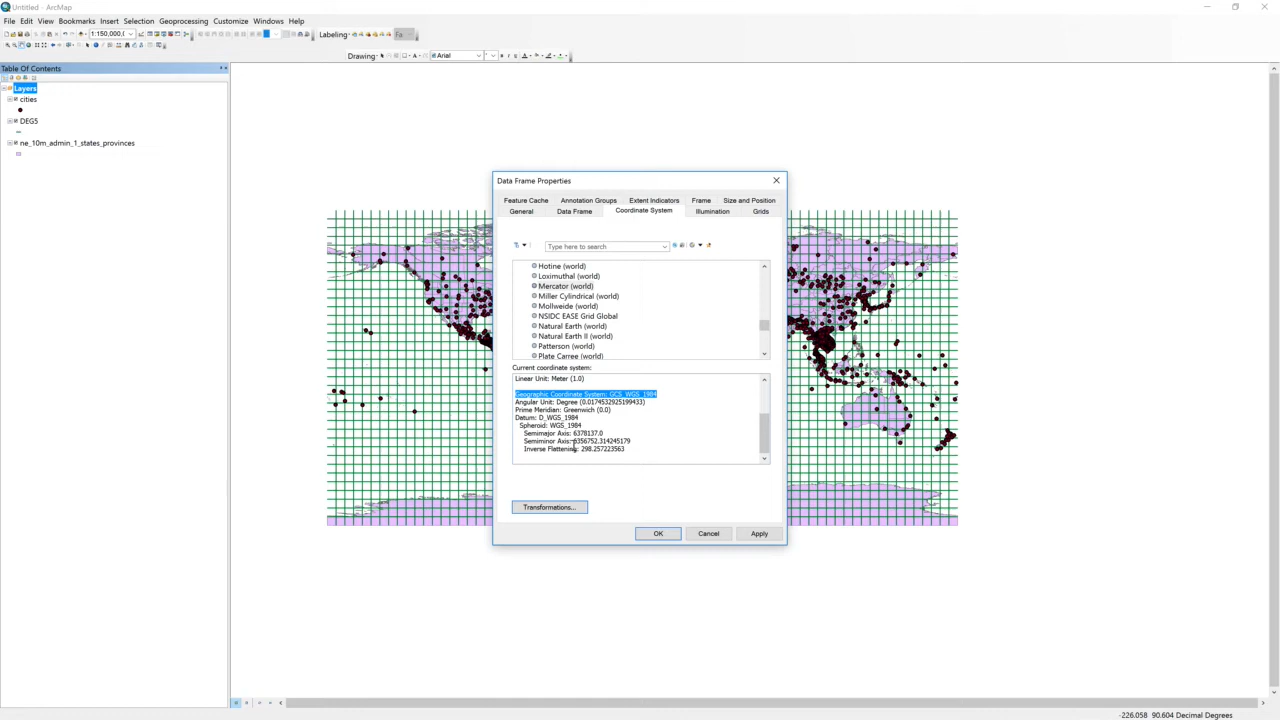 Untitled - ArcMap
File Edit View Bookmarks Insert Selection Geoprocessing Customize Windows Help
1:150,000,( Labeling: Fa
Drawing: Arial
Table Of Contents
Layers
cities
DEG5
ne_10m_admin_1_states_provinces
Data Frame Properties
Feature Cache Annotation Groups Extent Indicators Frame Size and Position
General Data Frame Coordinate System Illumination Grids
Type here to search
Hotine (world)
Loximuthal (world)
Mercator (world)
Miller Cylindrical (world)
Mollweide (world)
NSIDC EASE Grid Global
Natural Earth (world)
Natural Earth II (world)
Patterson (world)
Plate Carree (world)
Current coordinate system:
Linear Unit: Meter (1.0)
Geographic Coordinate System: GCS_WGS_1984
Angular Unit: Degree (0.0174532925199433)
Prime Meridian: Greenwich (0.0)
Datum: D_WGS_1984
Spheroid: WGS_1984
Semimajor Axis: 6378137.0
Semiminor Axis: 6356752.314245179
Inverse Flattening: 298.257223563
Transformations...
OK Cancel Apply
-226.058 90.604 Decimal Degrees